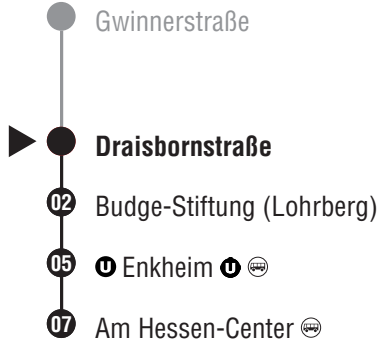 Gwinnerstraße
Draisbornstraße
02 Budge-Stiftung (Lohrberg)
05 U Enkheim U
07 Am Hessen-Center